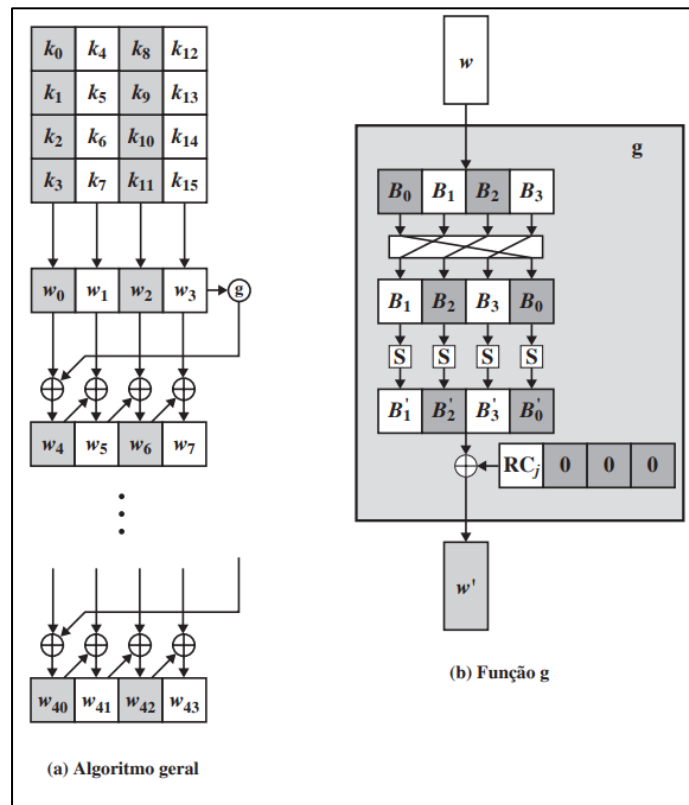 k0 k4 k8 k12
k1 k5 k9 k13
k2 k6 k10 k14
k3 k7 k11 k15
w0 w1 w2 w3 g
w4 w5 w6 w7
w40 w41 w42 w43
(a) Algoritmo geral
w
g
B0 B1 B2 B3
B1 B2 B3 B0
S S S S
B'1 B'2 B'3 B'0
RCj 0 0 0
w'
(b) Função g